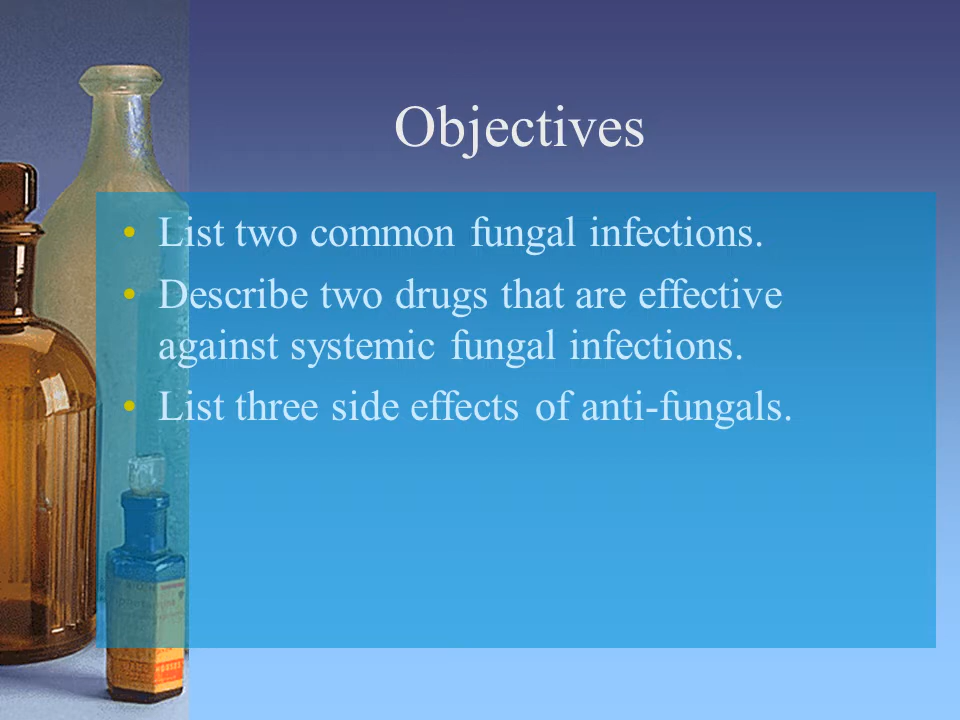 Objectives
• List two common fungal infections.
• Describe two drugs that are effective
against systemic fungal infections.
• List three side effects of anti-fungals.